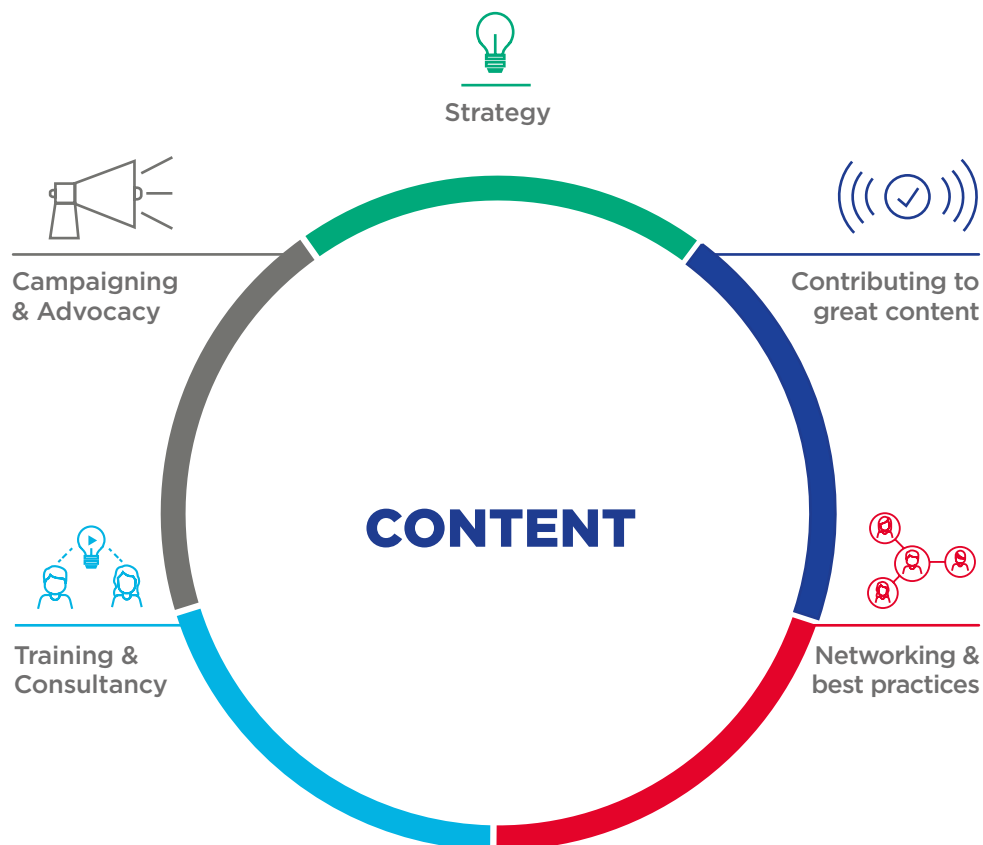 Strategy
Campaigning
& Advocacy
Contributing to
great content
CONTENT
Training &
Consultancy
Networking &
best practices